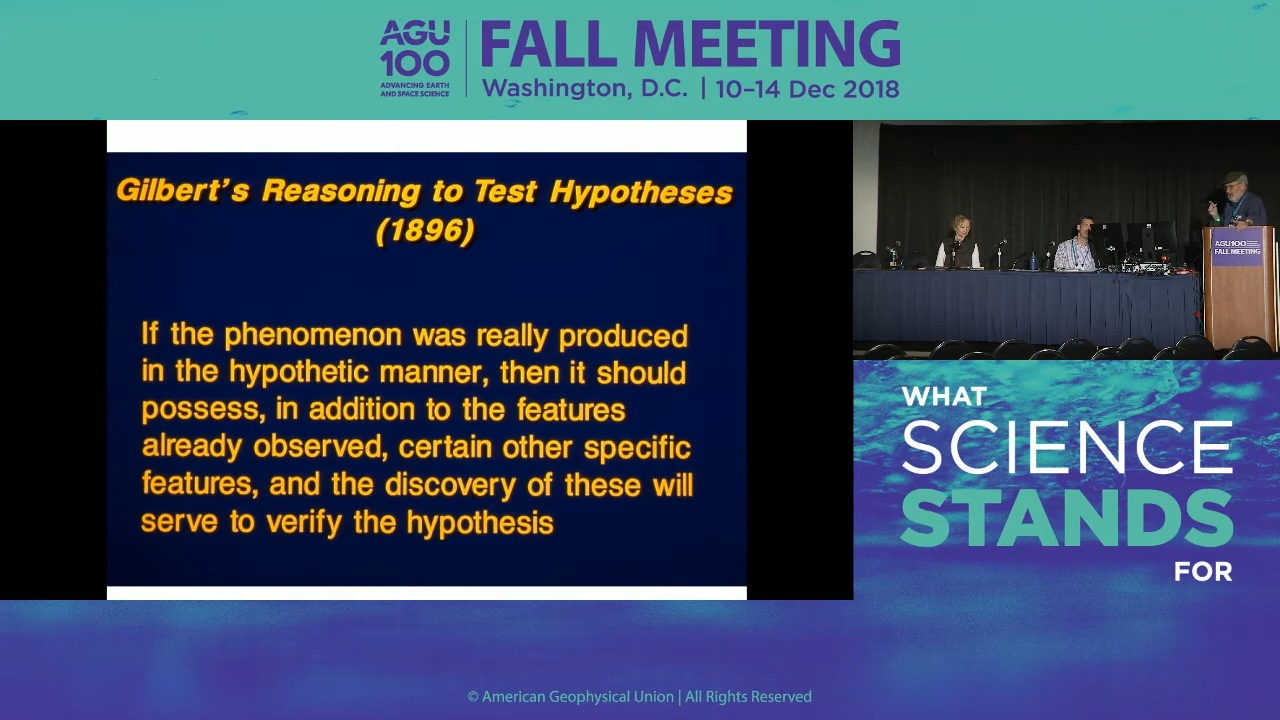 AGU
100
ADVANCING EARTH
AND SPACE SCIENCE
FALL MEETING
Washington, D.C. | 10–14 Dec 2018
Gilbert's Reasoning to Test Hypotheses
(1896)
If the phenomenon was really produced
in the hypothetic manner, then it should
possess, in addition to the features
already observed, certain other specific
features, and the discovery of these will
serve to verify the hypothesis
AGU100
FALL MEETING
WHAT
SCIENCE
STANDS
FOR
© American Geophysical Union | All Rights Reserved